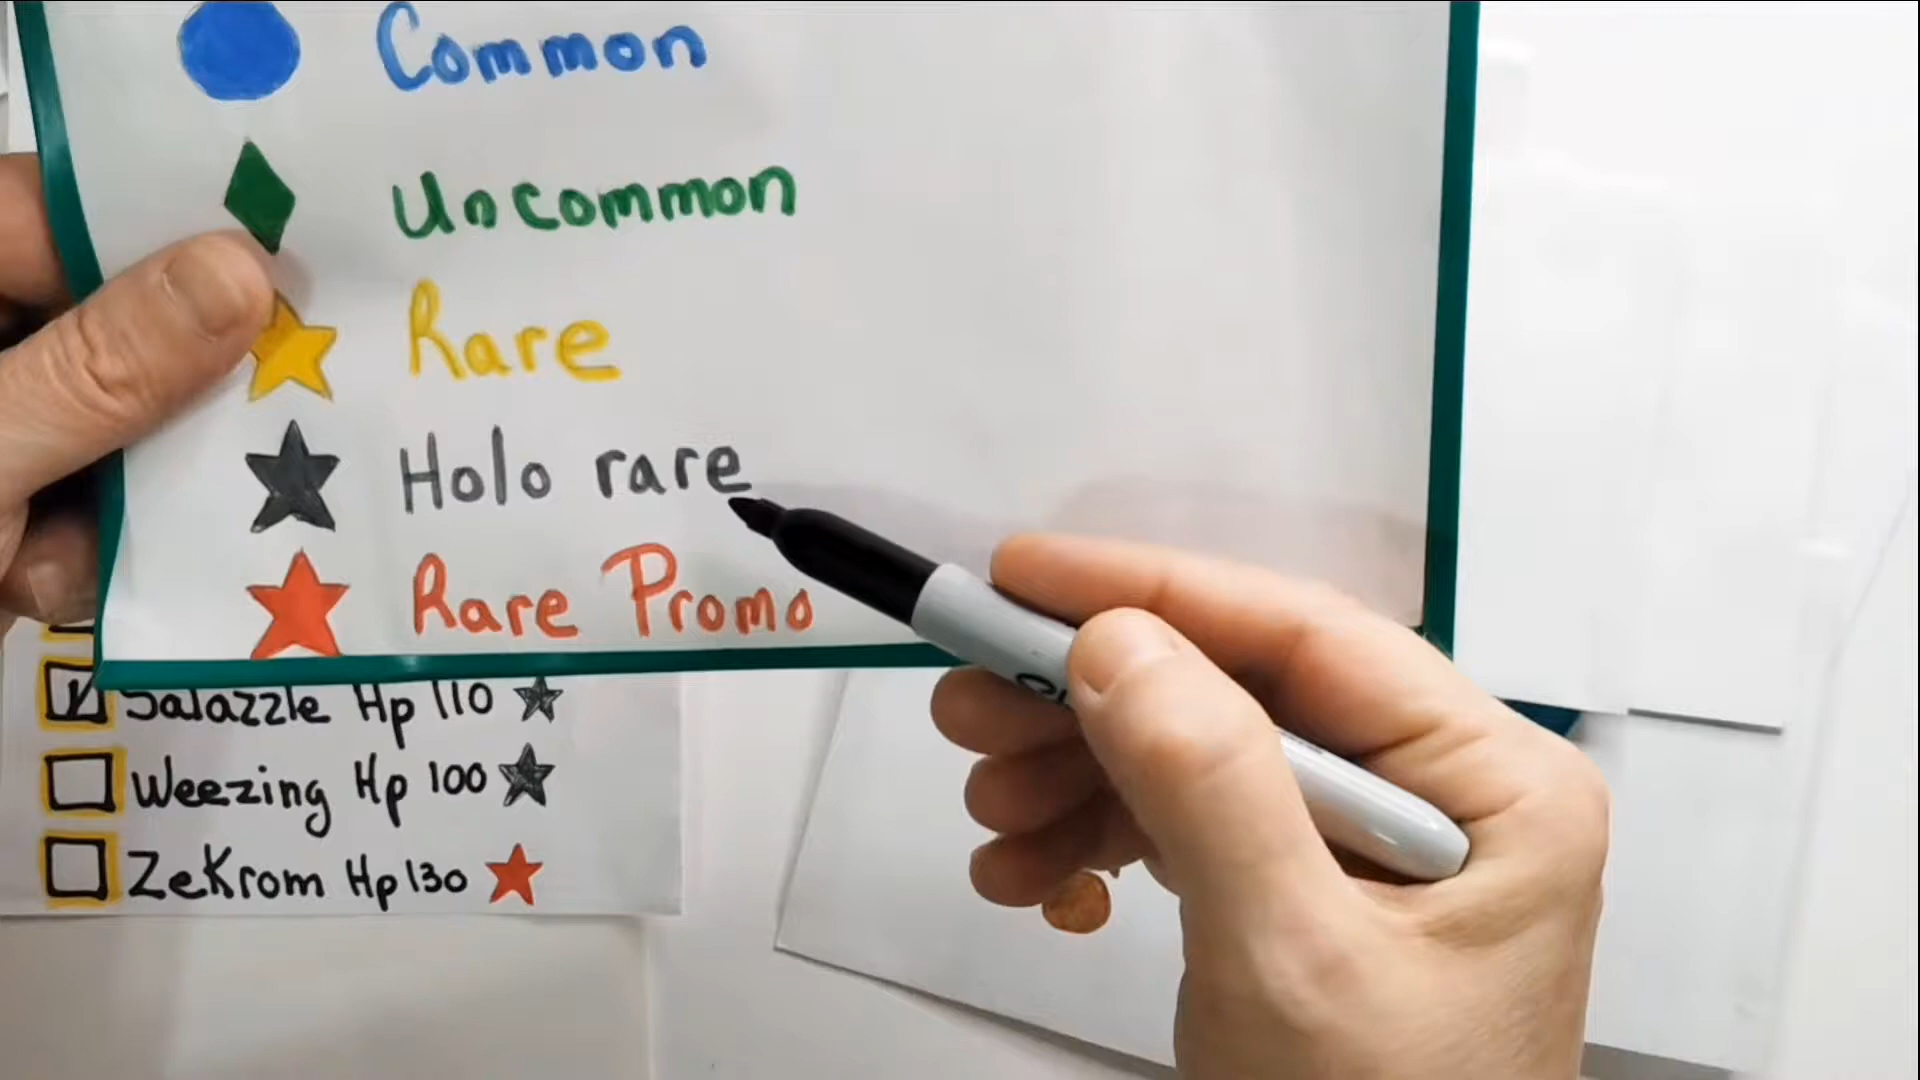 Common
Uncommon
Rare
Holo rare
Rare Promo
Salazzle Hp 110
Weezing Hp 100
Zekrom Hp 130